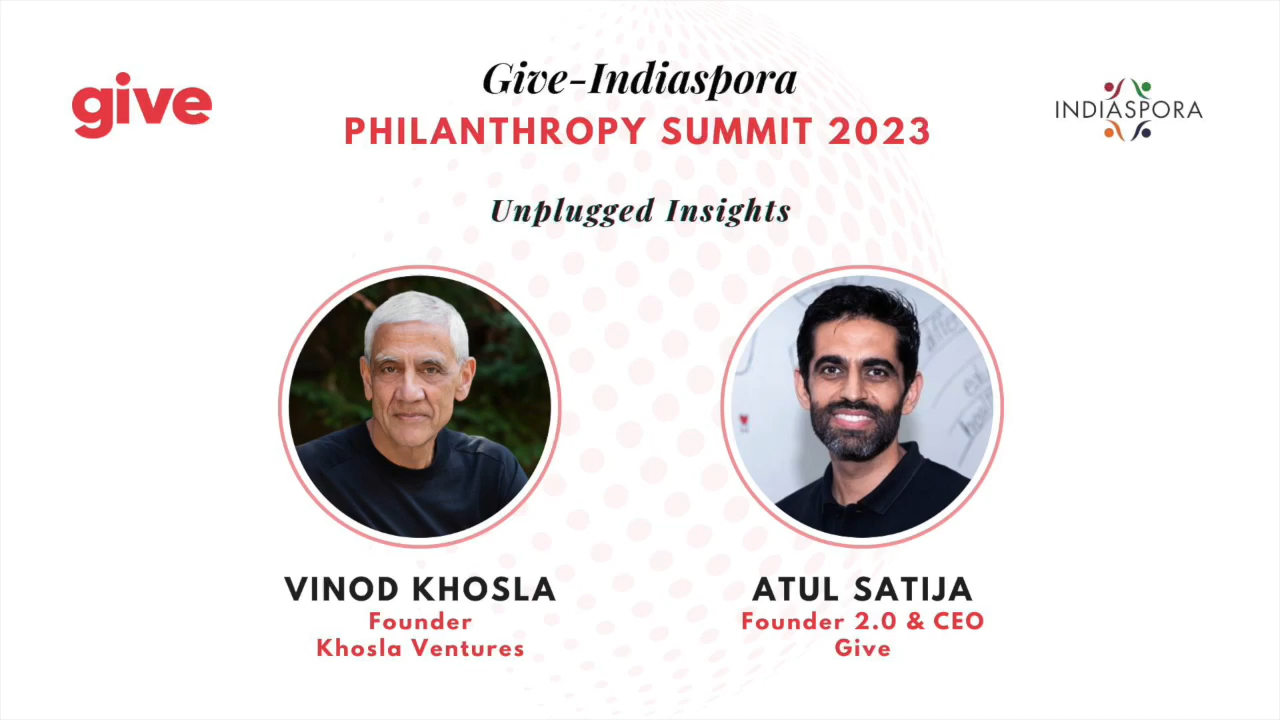 give
Give-Indiaspora
PHILANTHROPY SUMMIT 2023
INDIASPORA
Unplugged Insights
VINOD KHOSLA
Founder
Khosla Ventures
ATUL SATIJA
Founder 2.0 & CEO
Give